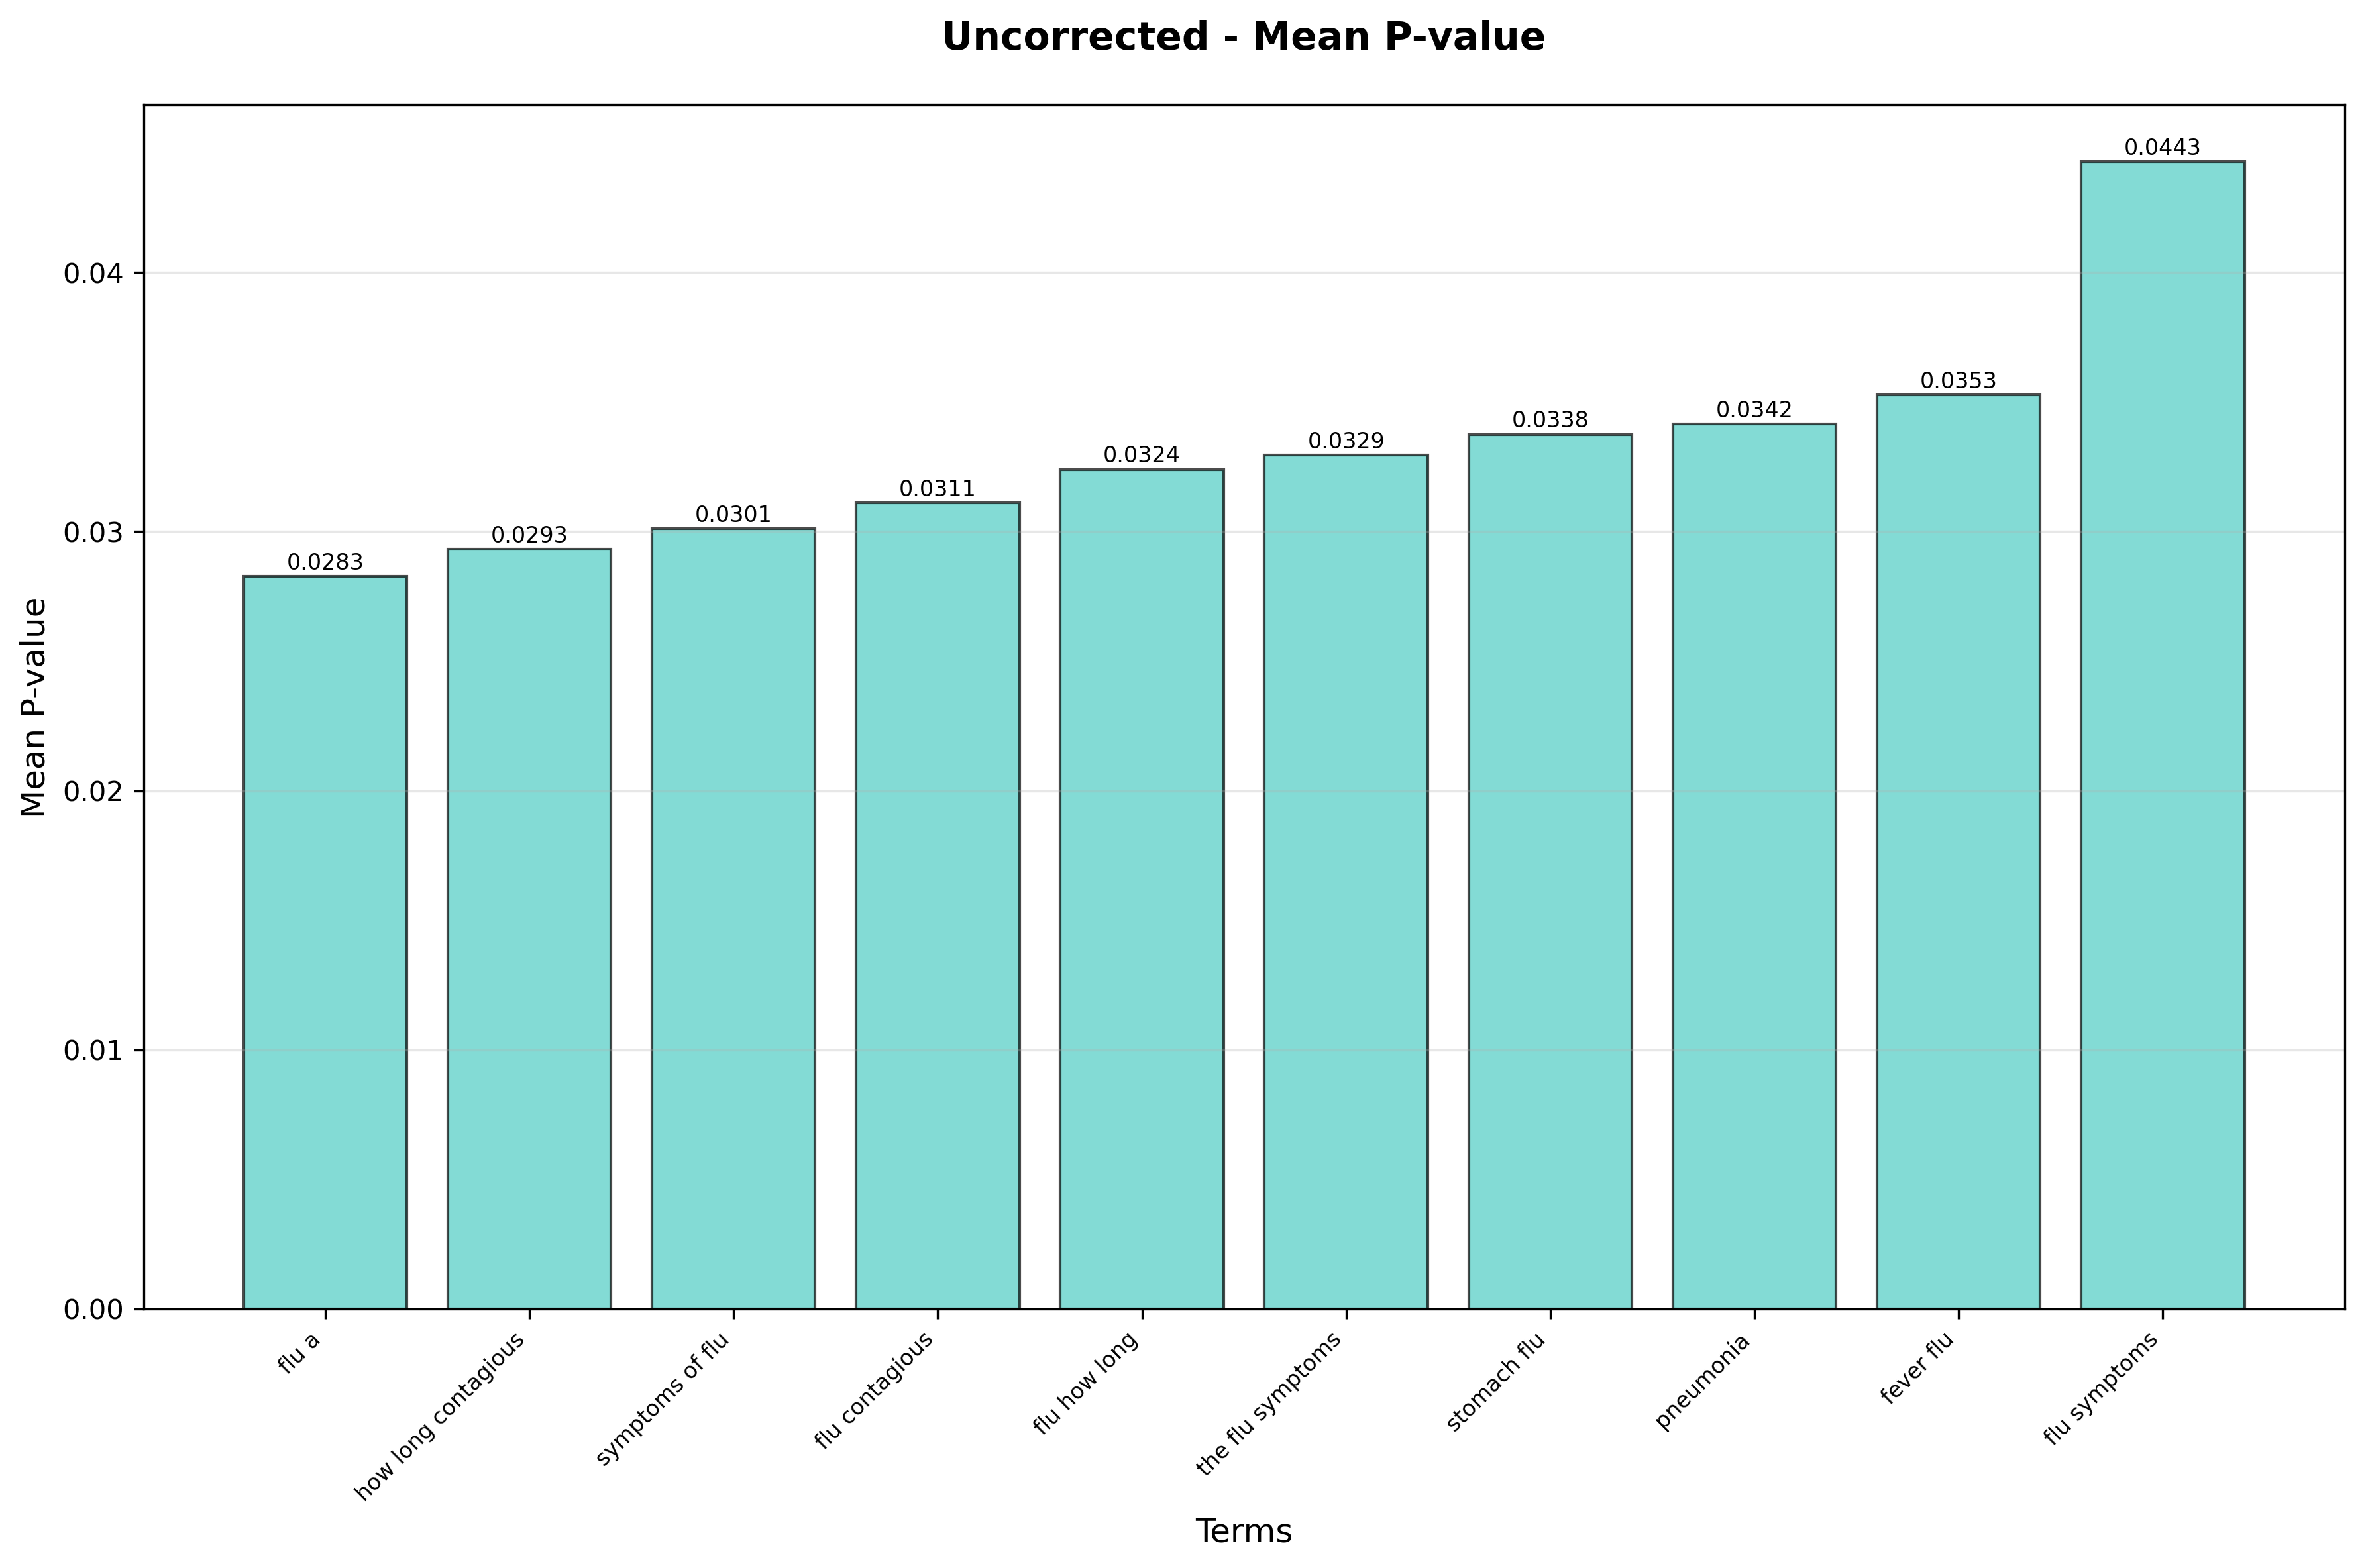 Uncorrected - Mean P-value
Mean P-value
0.04
0.03
0.02
0.01
0.00
0.0283
0.0293
0.0301
0.0311
0.0324
0.0329
0.0338
0.0342
0.0353
0.0443
flu a
how long contagious
symptoms of flu
flu contagious
flu how long
the flu symptoms
stomach flu
pneumonia
fever flu
flu symptoms
Terms